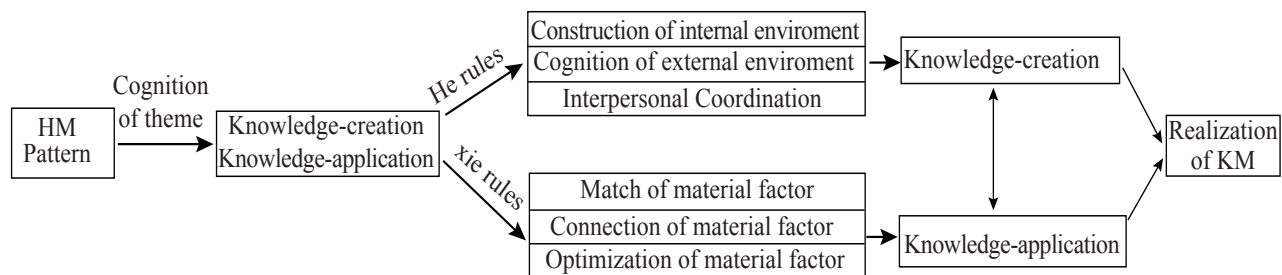 HM
Pattern
Cognition
of theme
Knowledge-creation
Knowledge-application
He rules
xie rules
Construction of internal enviroment
Cognition of external enviroment
Interpersonal Coordination
Match of material factor
Connection of material factor
Optimization of material factor
Knowledge-creation
Knowledge-application
Realization
of KM